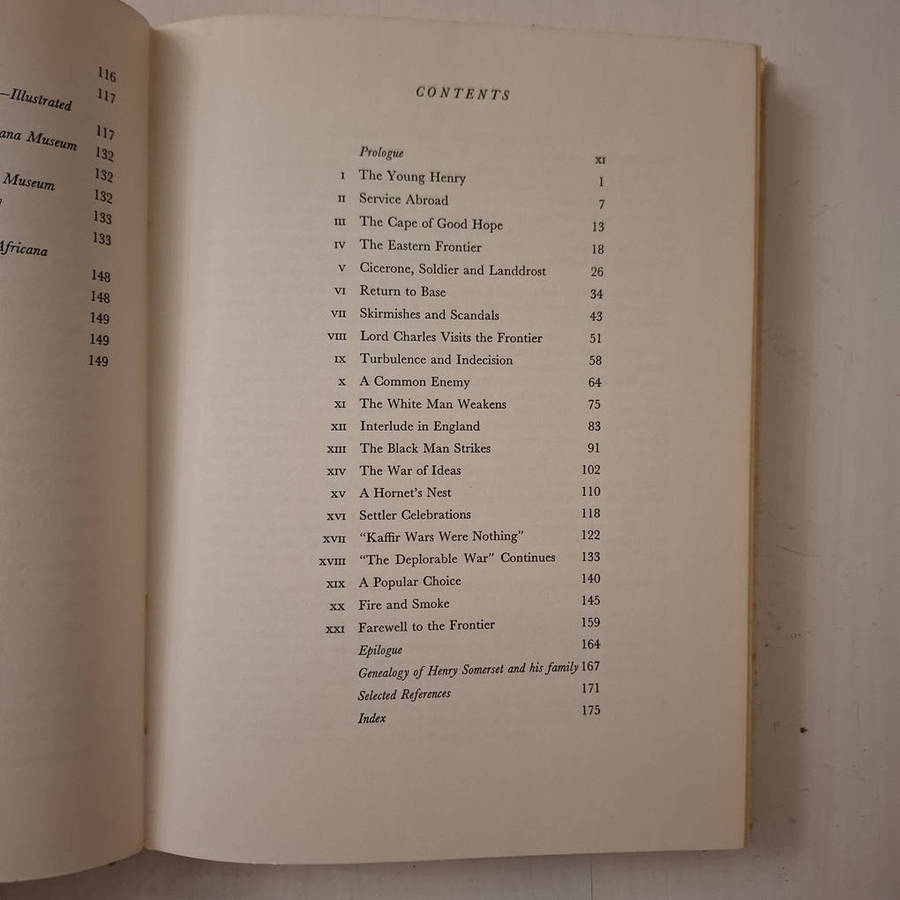 116
—Illustrated 117
ana Museum 117
132
Museum 132
132
133
133
Africana
148
148
149
149
149
CONTENTS
Prologue xi
I The Young Henry 1
II Service Abroad 7
III The Cape of Good Hope 13
IV The Eastern Frontier 18
V Cicerone, Soldier and Landdrost 26
VI Return to Base 34
VII Skirmishes and Scandals 43
VIII Lord Charles Visits the Frontier 51
IX Turbulence and Indecision 58
X A Common Enemy 64
XI The White Man Weakens 75
XII Interlude in England 83
XIII The Black Man Strikes 91
XIV The War of Ideas 102
XV A Hornet's Nest 110
XVI Settler Celebrations 118
XVII "Kaffir Wars Were Nothing" 122
XVIII "The Deplorable War" Continues 133
XIX A Popular Choice 140
XX Fire and Smoke 145
XXI Farewell to the Frontier 159
Epilogue 164
Genealogy of Henry Somerset and his family 167
Selected References 171
Index 175